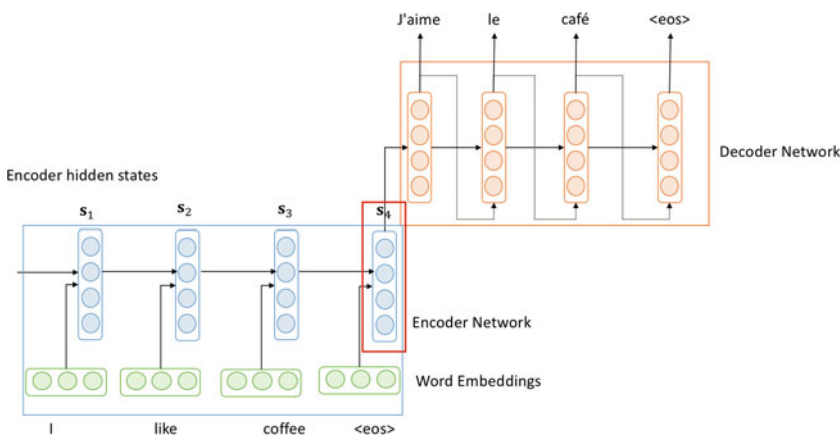 J'aime le café <eos>
Decoder Network
Encoder hidden states
s₁ s₂ s₃ s₄
Encoder Network
Word Embeddings
I like coffee <eos>